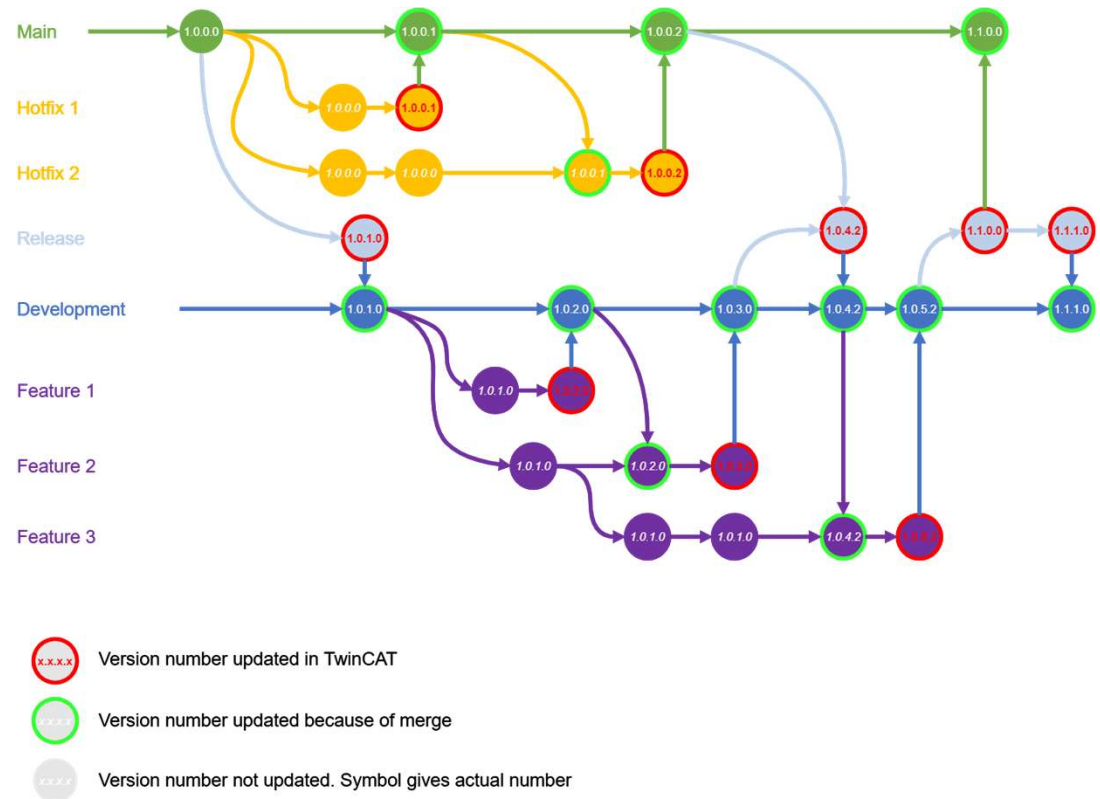 Main 1.0.0.0 1.0.0.1 1.0.0.2 1.1.0.0
Hotfix 1 1.0.0.0 1.0.0.1
Hotfix 2 1.0.0.0 1.0.0.0 1.0.0.1 1.0.0.2
Release 1.0.1.0 1.0.4.2 1.1.0.0 1.1.1.0
Development 1.0.1.0 1.0.2.0 1.0.3.0 1.0.4.2 1.0.5.2 1.1.1.0
Feature 1 1.0.1.0
Feature 2 1.0.1.0 1.0.2.0
Feature 3 1.0.1.0 1.0.1.0 1.0.4.2
x.x.x.x Version number updated in TwinCAT
x.x.x.x Version number updated because of merge
x.x.x.x Version number not updated. Symbol gives actual number